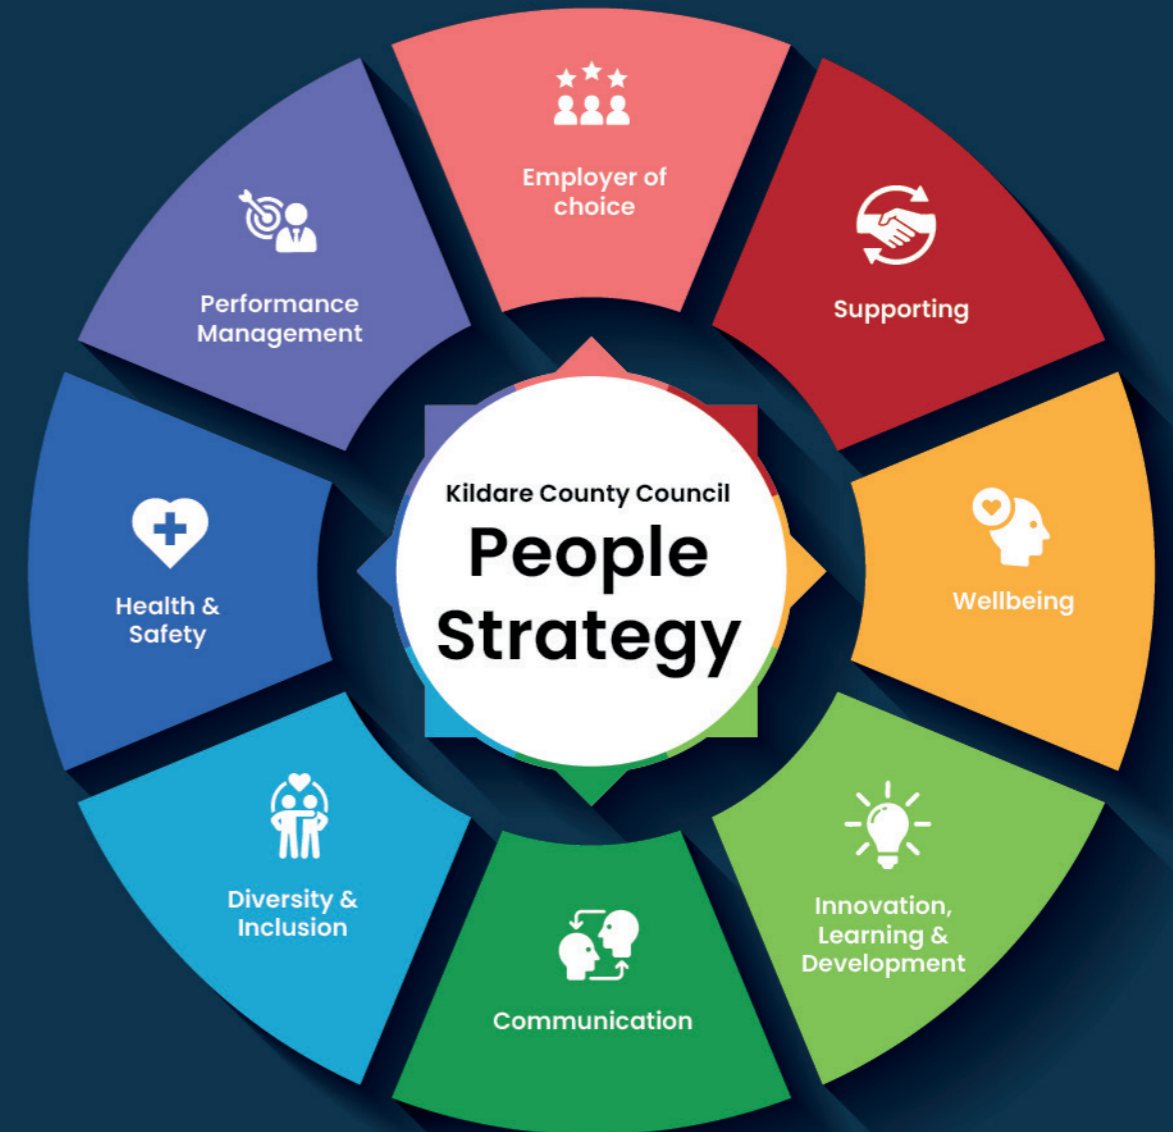 Employer of
choice
Supporting
Wellbeing
Innovation,
Learning &
Development
Communication
Diversity &
Inclusion
Health &
Safety
Performance
Management
Kildare County Council
People
Strategy